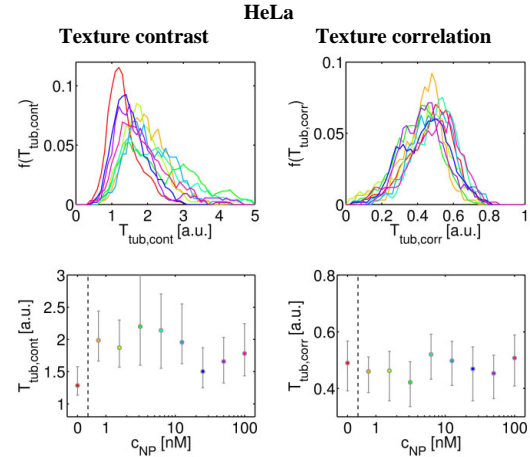 HeLa
Texture contrast
Texture correlation
f(T_tub,cont)
0.1
0.05
0
0 1 2 3 4 5
T_tub,cont [a.u.]
f(T_tub,corr)
0.1
0.05
0
0 0.2 0.4 0.6 0.8 1
T_tub,corr [a.u.]
T_tub,cont [a.u.]
3
2.5
2
1.5
1
0 1 10 100
c_NP [nM]
T_tub,corr [a.u.]
0.8
0.6
0.4
0 1 10 100
c_NP [nM]